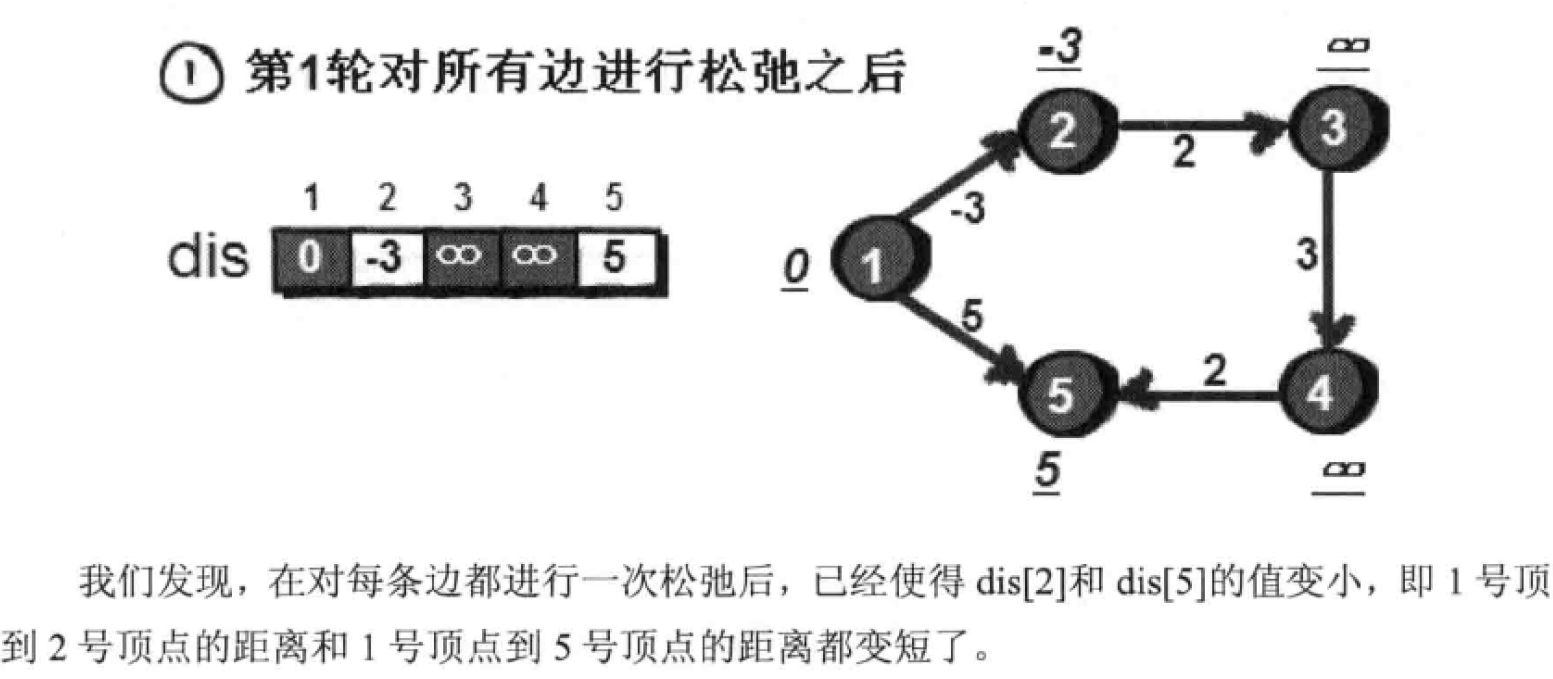 ① 第1轮对所有边进行松弛之后
1 2 3 4 5
dis 0 -3 ∞ ∞ 5
-3 ∞
2 3
2
-3
0 1 3
5
2
5 4
5 ∞
我们发现，在对每条边都进行一次松弛后，已经使得 dis[2]和 dis[5]的值变小，即 1 号顶
到 2 号顶点的距离和 1 号顶点到 5 号顶点的距离都变短了。